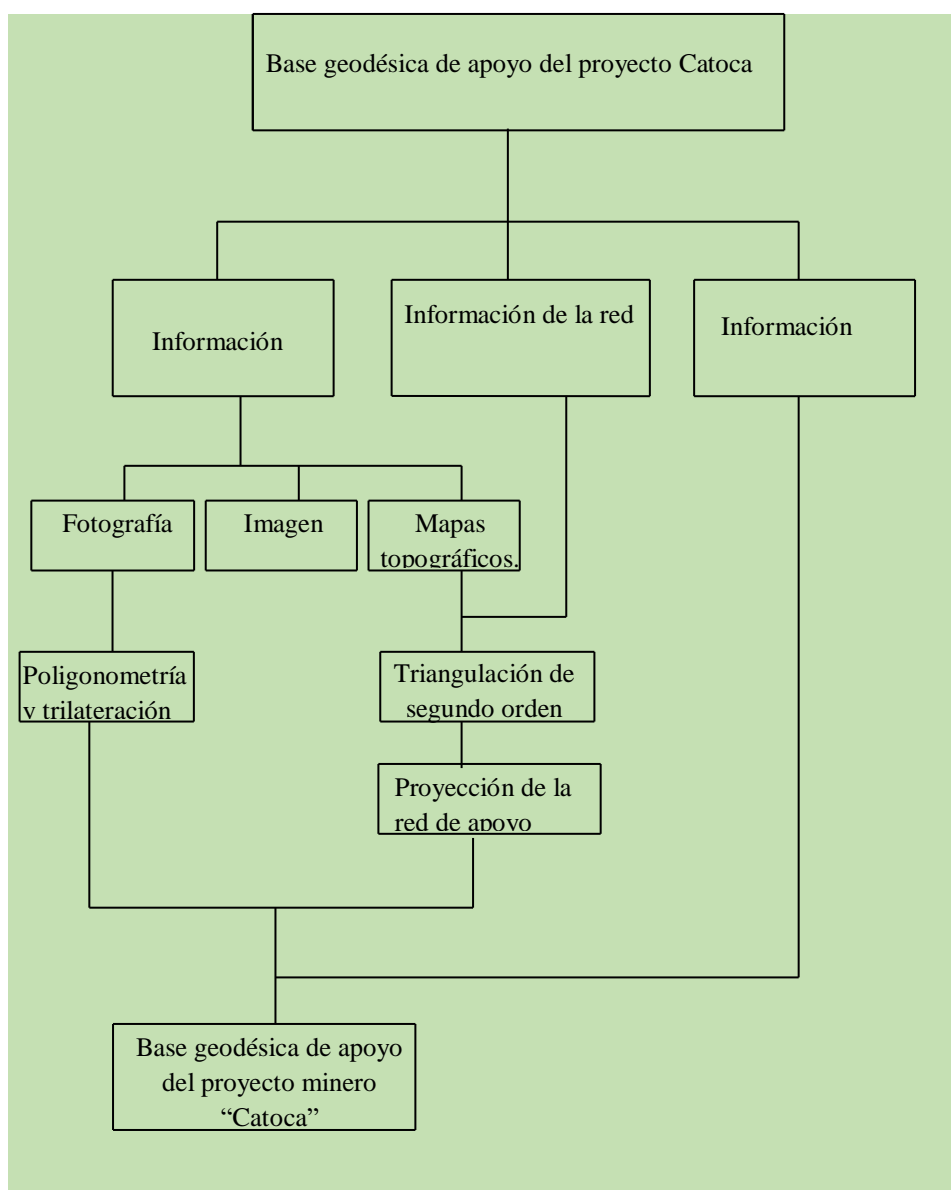 Base geodésica de apoyo del proyecto Catoca
Información
Información de la red
Información
Fotografía
Imagen
Mapas
topográficos.
Poligonometría
y trilateración
Triangulación de
segundo orden
Proyección de la
red de apoyo
Base geodésica de apoyo
del proyecto minero
“Catoca”